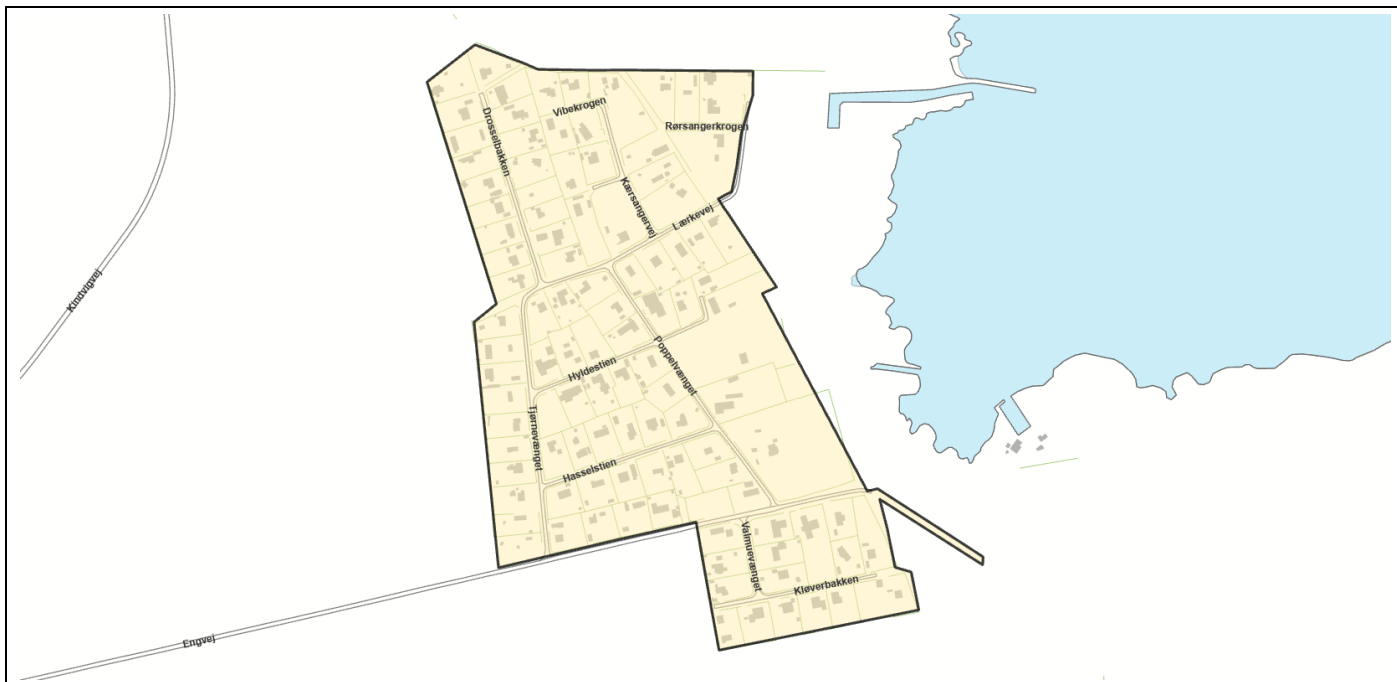 Vibekrogen
Drosselbakken
Rørsangerkrogen
Kærsangervej
Lærkevej
Kindvigvej
Poppelvænget
Hyldestien
Tjørnevænget
Hasselstien
Valmuevænget
Kløverbakken
Engvej